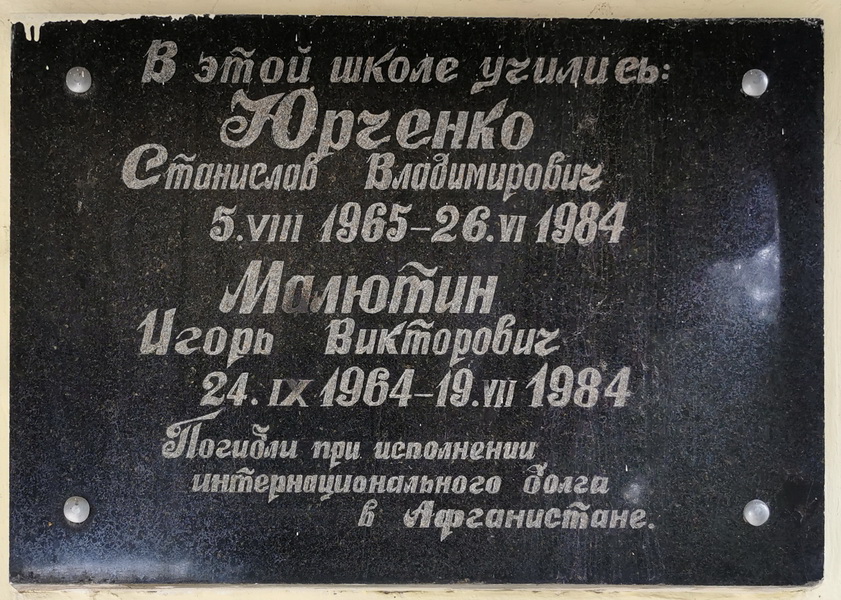 В этой школе учились:
Юрченко
Станислав Владимирович
5.VIII 1965–26.VI 1984
Малютин
Игорь Викторович
24.IX 1964–19.VII 1984
Погибли при исполнении
интернационального долга
в Афганистане.